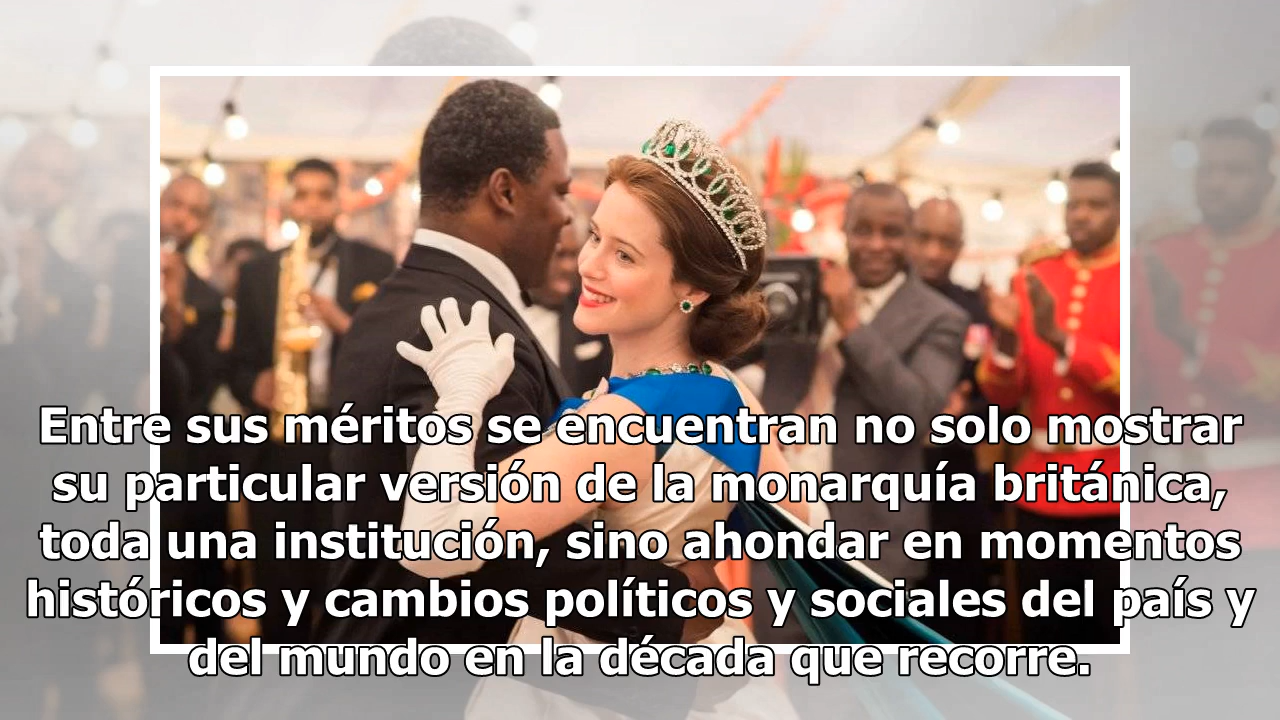 Entre sus méritos se encuentran no solo mostrar
su particular versión de la monarquía británica,
toda una institución, sino ahondar en momentos
históricos y cambios políticos y sociales del país y
del mundo en la década que recorre.